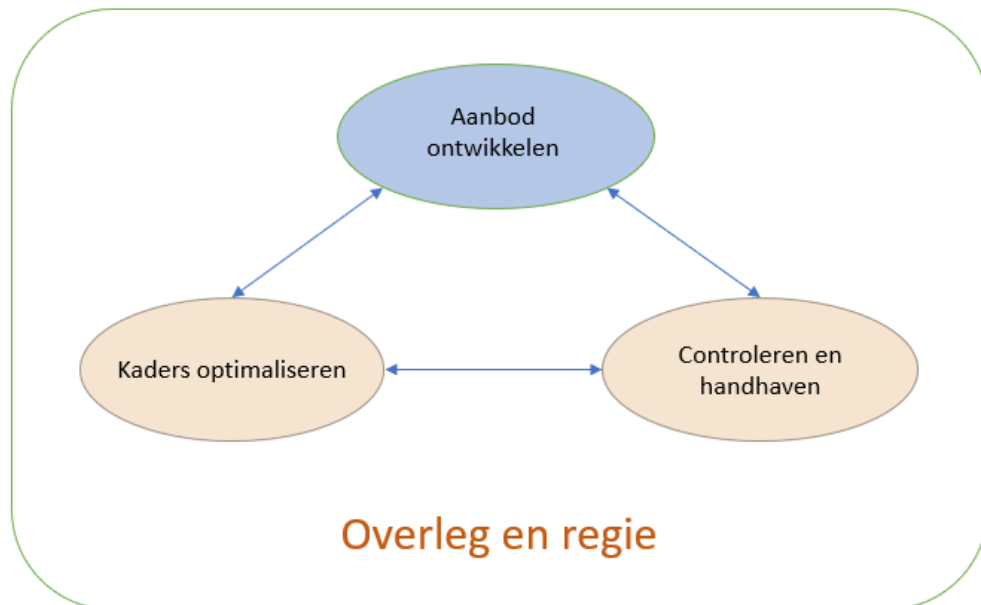 Aanbod
ontwikkelen
Kaders optimaliseren
Controleren en
handhaven
Overleg en regie